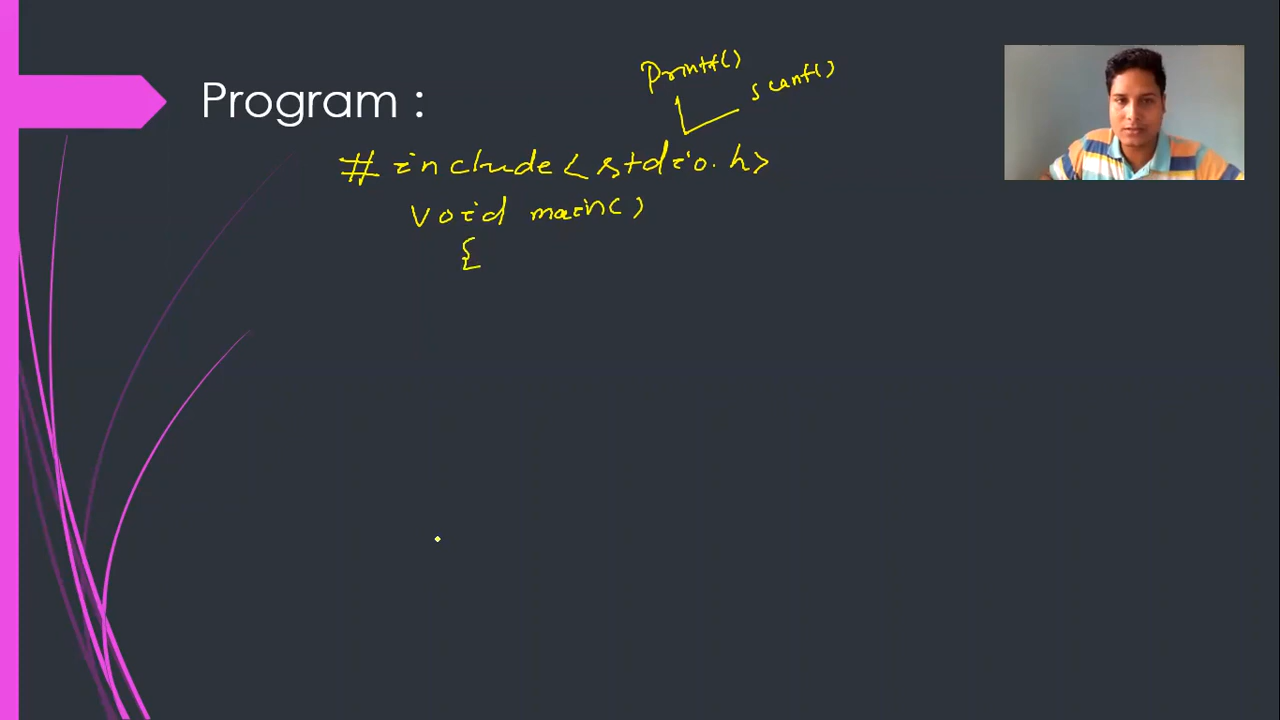 Program :
printf()
scanf()
# include<stdio.h>
void main()
{